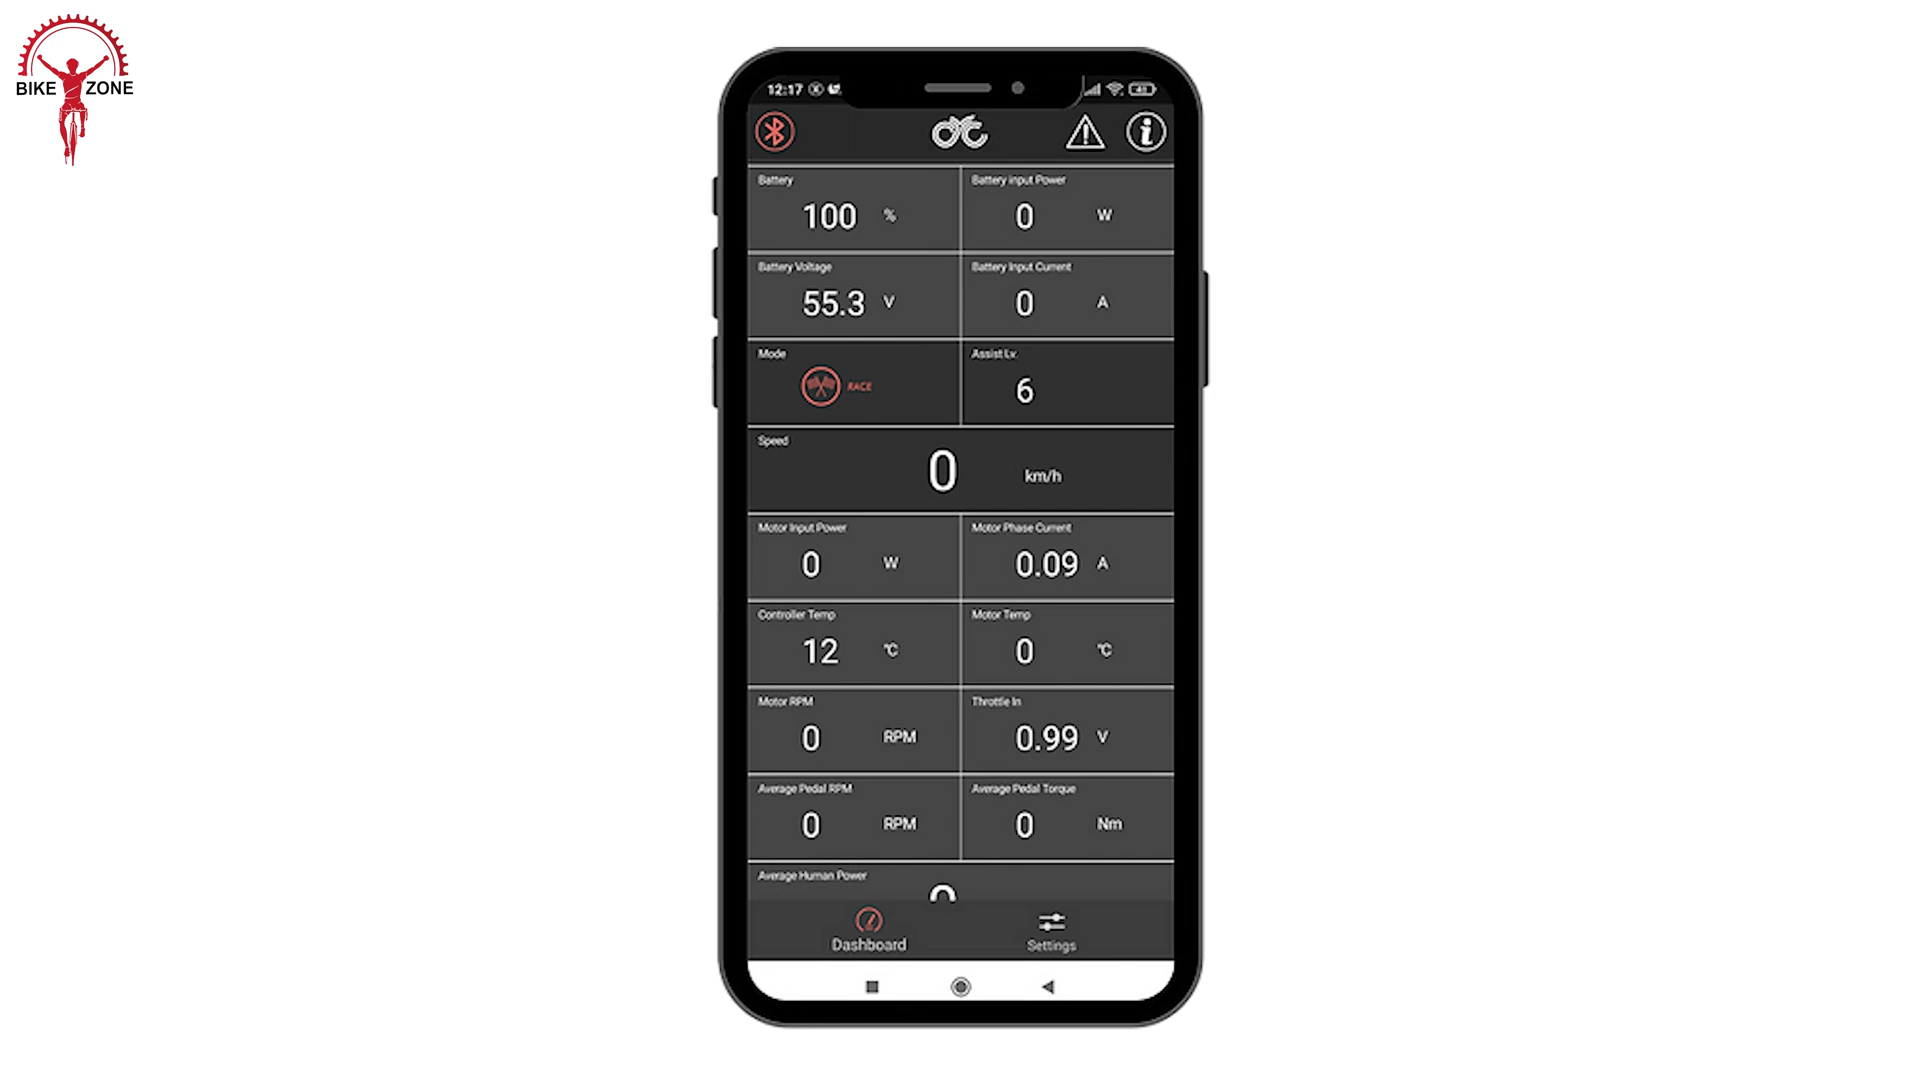 BIKE ZONE
12:17
Battery
100 %
Battery input Power
0 W
Battery Voltage
55.3 V
Battery Input Current
0 A
Mode
RACE
Assist Lv.
6
Speed
0 km/h
Motor Input Power
0 W
Motor Phase Current
0.09 A
Controller Temp
12 ℃
Motor Temp
0 ℃
Motor RPM
0 RPM
Throttle In
0.99 V
Average Pedal RPM
0 RPM
Average Pedal Torque
0 Nm
Average Human Power
Dashboard
Settings